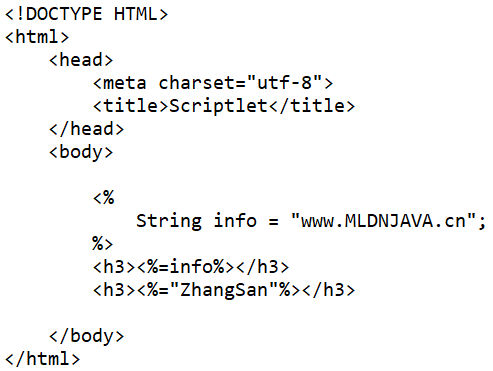 <!DOCTYPE HTML>
<html>
    <head>
        <meta charset="utf-8">
        <title>Scriptlet</title>
    </head>
    <body>

        <%
            String info = "www.MLDNJAVA.cn";
        %>
        <h3><%=info%></h3>
        <h3><%="ZhangSan"%></h3>

    </body>
</html>